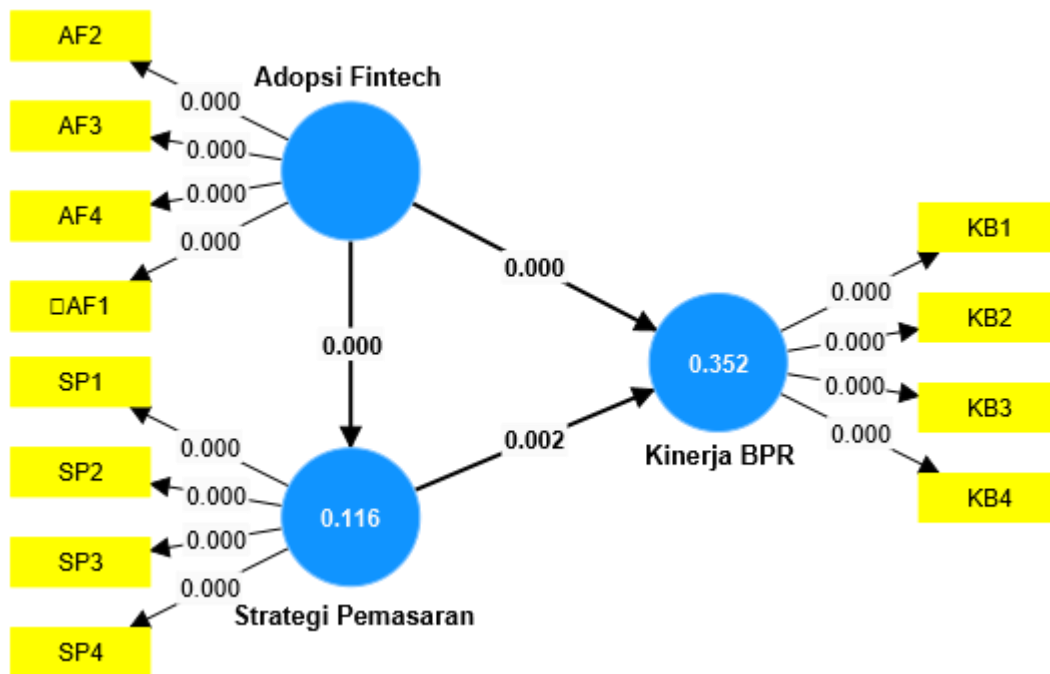 AF2
0.000
Adopsi Fintech
AF3
0.000
AF4
0.000
0.000
□AF1
0.000
0.000
KB1
0.000
KB2
0.000
0.352
KB3
0.000
KB4
0.000
Kinerja BPR
0.002
SP1
0.000
SP2
0.000
0.116
SP3
0.000
0.000
SP4
Strategi Pemasaran